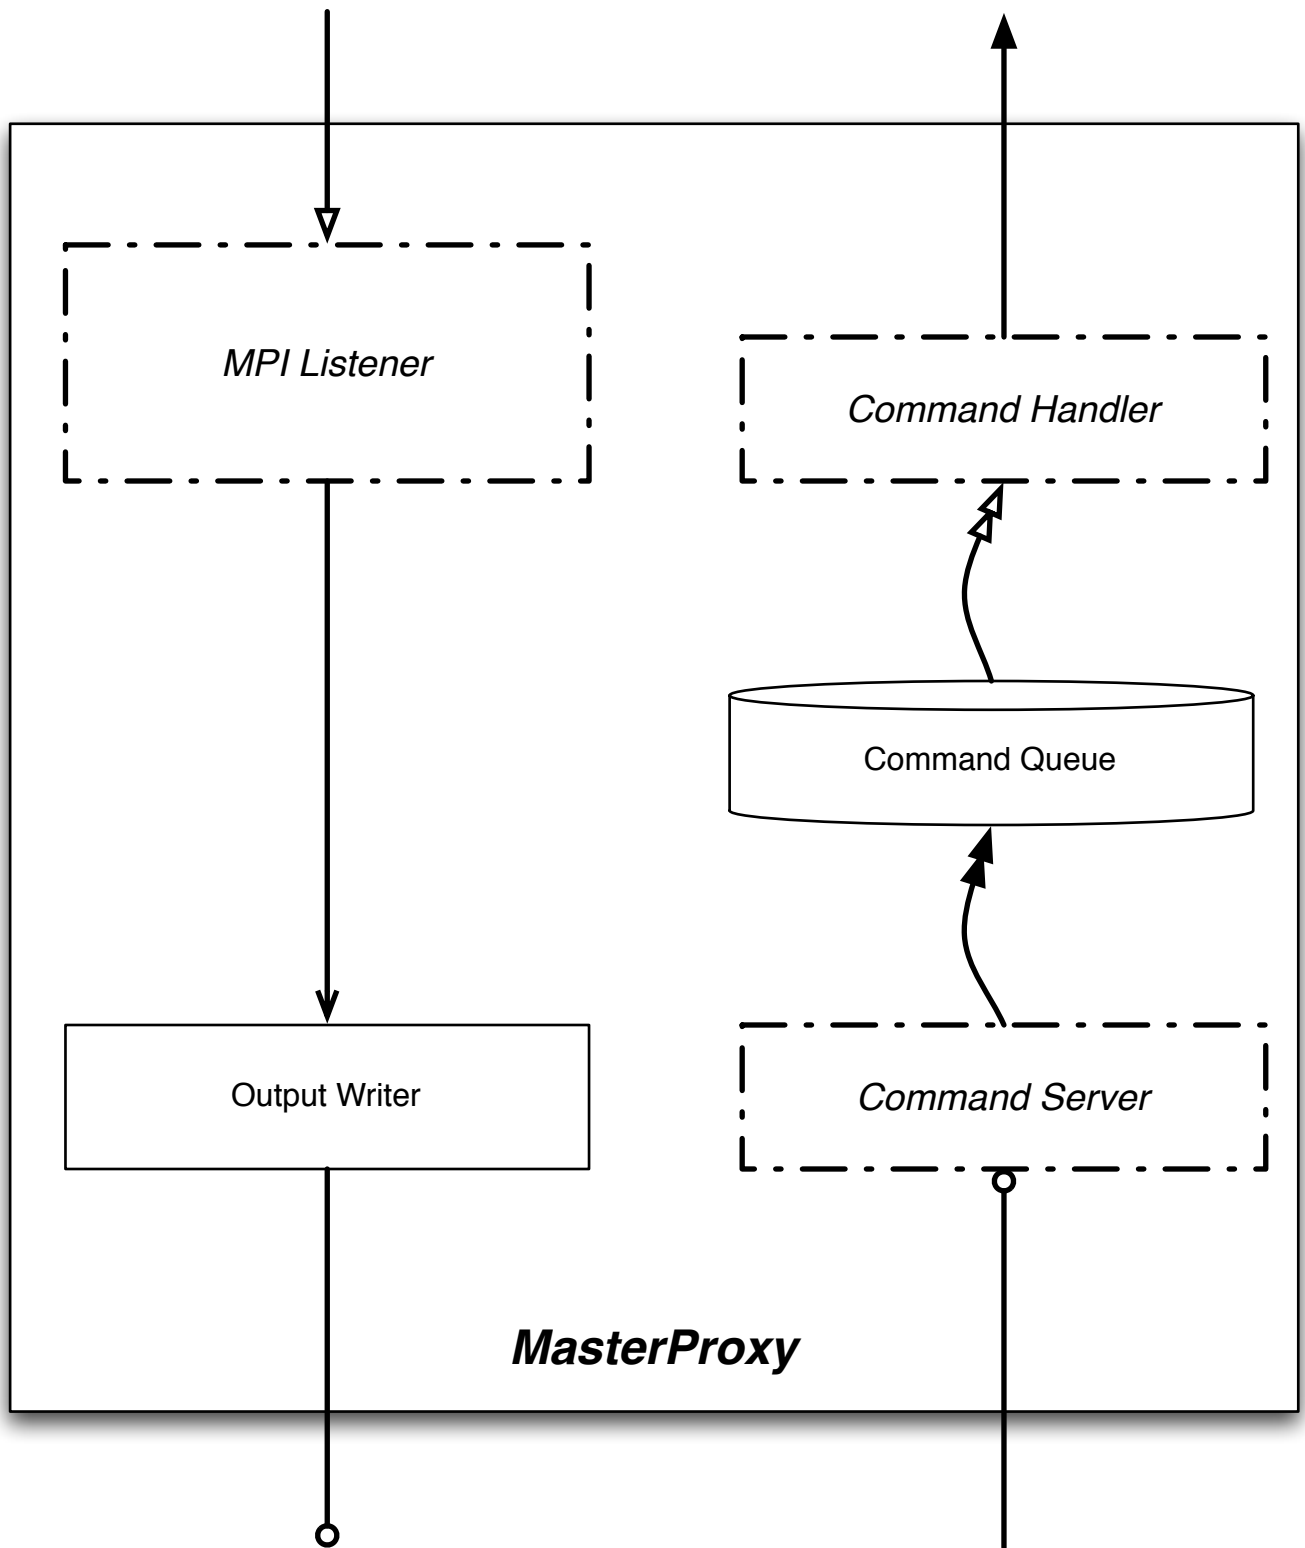 MPI Listener
Command Handler
Command Queue
Output Writer
Command Server
MasterProxy